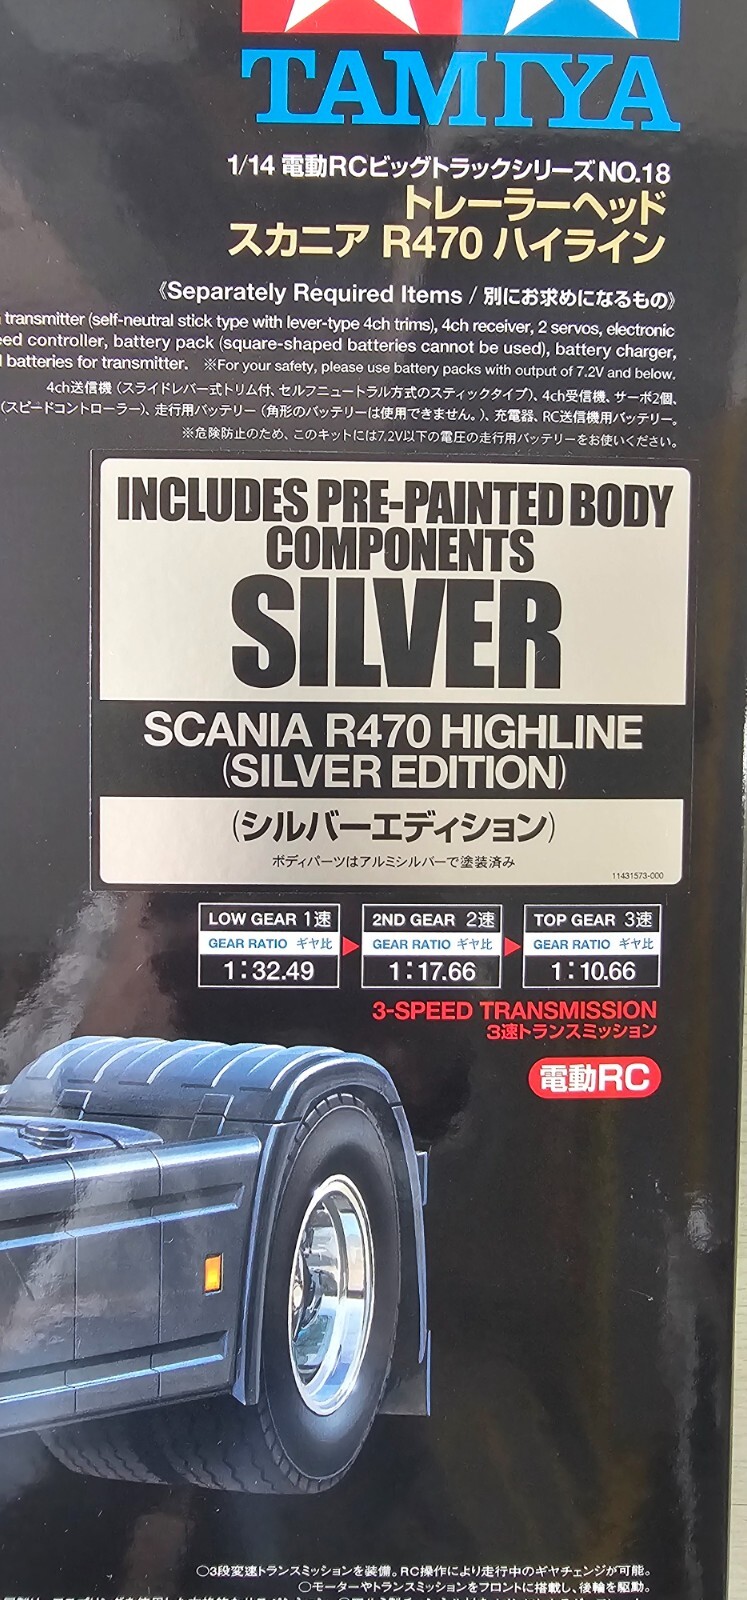 TAMIYA
1/14 電動RCビッグトラックシリーズNO.18
トレーラーヘッド
スカニア R470 ハイライン
《Separately Required Items / 別にお求めになるもの》
transmitter (self-neutral stick type with lever-type 4ch trims), 4ch receiver, 2 servos, electronic
controller, battery pack (square-shaped batteries cannot be used), battery charger,
batteries for transmitter. ※For your safety, please use battery packs with output of 7.2V and below.
4ch送信機 (スライドレバー式トリム付、セルフニュートラル方式のスティックタイプ)、4ch受信機、サーボ2個、
(スピードコントローラー)、走行用バッテリー (角形のバッテリーは使用できません。)、充電器、RC送信機用バッテリー。
※危険防止のため、このキットには7.2V以下の電圧の走行用バッテリーをお使いください。
INCLUDES PRE-PAINTED BODY
COMPONENTS
SILVER
SCANIA R470 HIGHLINE
(SILVER EDITION)
(シルバーエディション)
ボディパーツはアルミシルバーで塗装済み
11431573-000
LOW GEAR 1速 2ND GEAR 2速 TOP GEAR 3速
GEAR RATIO ギヤ比 GEAR RATIO ギヤ比 GEAR RATIO ギヤ比
1:32.49 1:17.66 1:10.66
3-SPEED TRANSMISSION
3速トランスミッション
電動RC
○3段変速トランスミッションを装備。RC操作により走行中のギヤチェンジが可能。
○モーターやトランスミッションをフロントに搭載し、後輪を駆動。